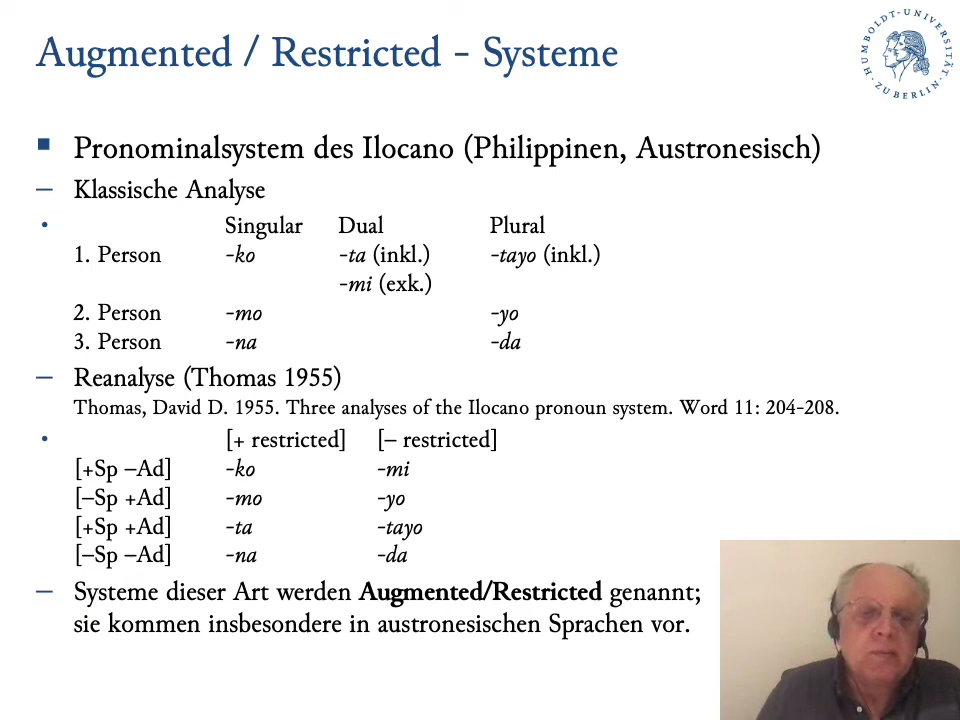 Augmented / Restricted - Systeme
HUMBOLDT-UNIVERSITÄT
· ZU BERLIN ·
Pronominalsystem des Ilocano (Philippinen, Austronesisch)
– Klassische Analyse
• Singular Dual Plural
1. Person -ko -ta (inkl.) -tayo (inkl.)
-mi (exk.)
2. Person -mo -yo
3. Person -na -da
– Reanalyse (Thomas 1955)
Thomas, David D. 1955. Three analyses of the Ilocano pronoun system. Word 11: 204-208.
• [+ restricted] [– restricted]
[+Sp –Ad] -ko -mi
[–Sp +Ad] -mo -yo
[+Sp +Ad] -ta -tayo
[–Sp –Ad] -na -da
– Systeme dieser Art werden Augmented/Restricted genannt;
sie kommen insbesondere in austronesischen Sprachen vor.